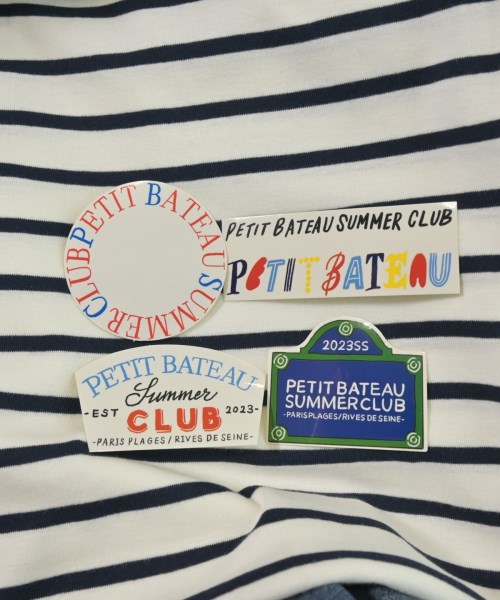 PETIT BATEAU SUMMER CLUB
PETIT BATEAU SUMMER CLUB
PETIT BATEAU
PETIT BATEAU
Summer
-EST CLUB 2023-
-PARIS PLAGES/RIVES DE SEINE-
2023SS
PETIT BATEAU
SUMMER CLUB
-PARIS PLAGES/RIVES DE SEINE-